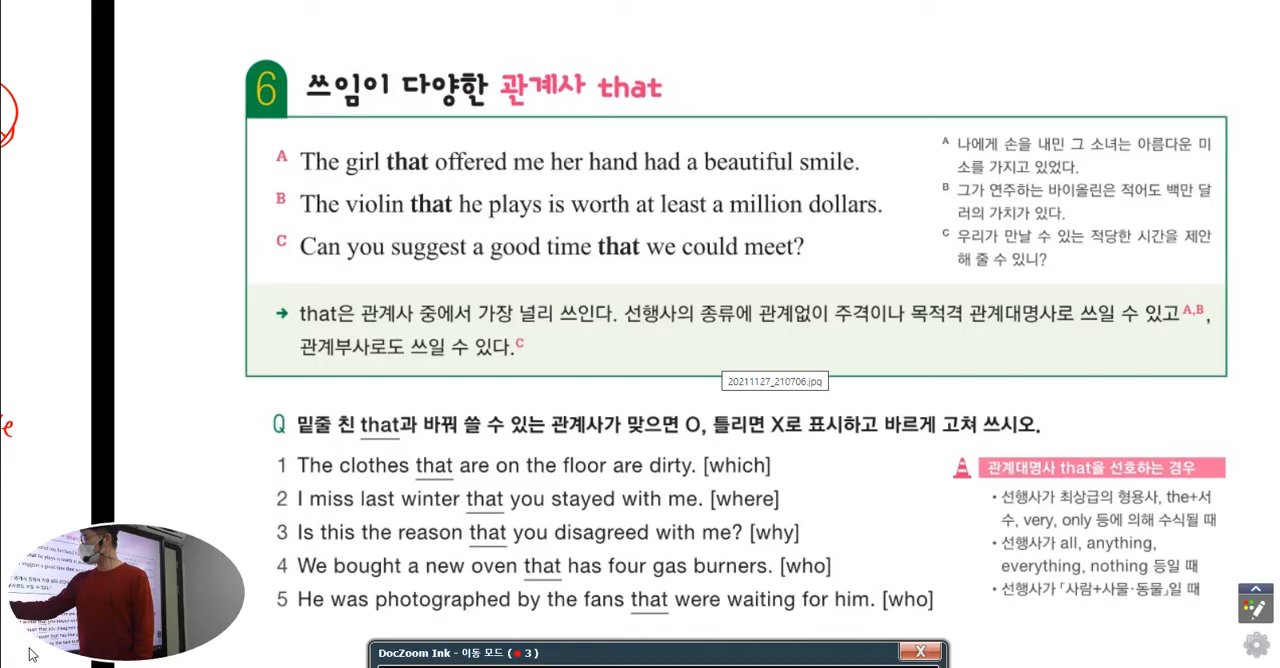 6 쓰임이 다양한 관계사 that
A The girl that offered me her hand had a beautiful smile.
B The violin that he plays is worth at least a million dollars.
C Can you suggest a good time that we could meet?
A 나에게 손을 내민 그 소녀는 아름다운 미
소를 가지고 있었다.
B 그가 연주하는 바이올린은 적어도 백만 달
러의 가치가 있다.
C 우리가 만날 수 있는 적당한 시간을 제안
해 줄 수 있니?
→ that은 관계사 중에서 가장 널리 쓰인다. 선행사의 종류에 관계없이 주격이나 목적격 관계대명사로 쓰일 수 있고A,B,
관계부사로도 쓰일 수 있다.C
20211127_210706.jpg
Q 밑줄 친 that과 바꿔 쓸 수 있는 관계사가 맞으면 O, 틀리면 X로 표시하고 바르게 고쳐 쓰시오.
1 The clothes that are on the floor are dirty. [which]
2 I miss last winter that you stayed with me. [where]
3 Is this the reason that you disagreed with me? [why]
4 We bought a new oven that has four gas burners. [who]
5 He was photographed by the fans that were waiting for him. [who]
관계대명사 that을 선호하는 경우
• 선행사가 최상급의 형용사, the+서
수, very, only 등에 의해 수식될 때
• 선행사가 all, anything,
everything, nothing 등일 때
• 선행사가 「사람+사물·동물」일 때
DocZoom Ink - 이동 모드 (●3)
X